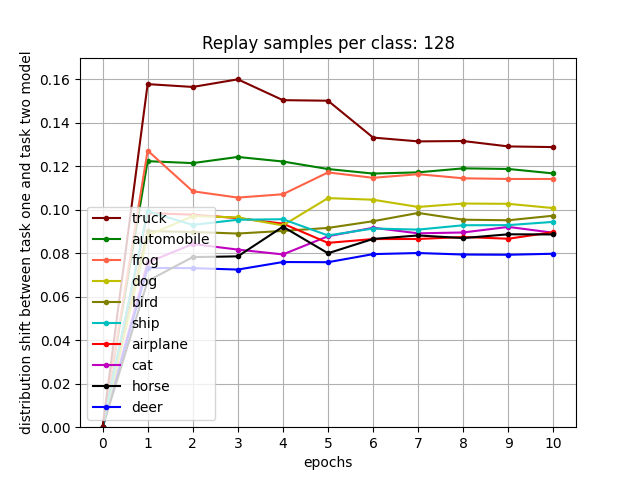 Replay samples per class: 128
distribution shift between task one and task two model
0.16
0.14
0.12
0.10
0.08
0.06
0.04
0.02
0.00
truck
automobile
frog
dog
bird
ship
airplane
cat
horse
deer
0 1 2 3 4 5 6 7 8 9 10
epochs